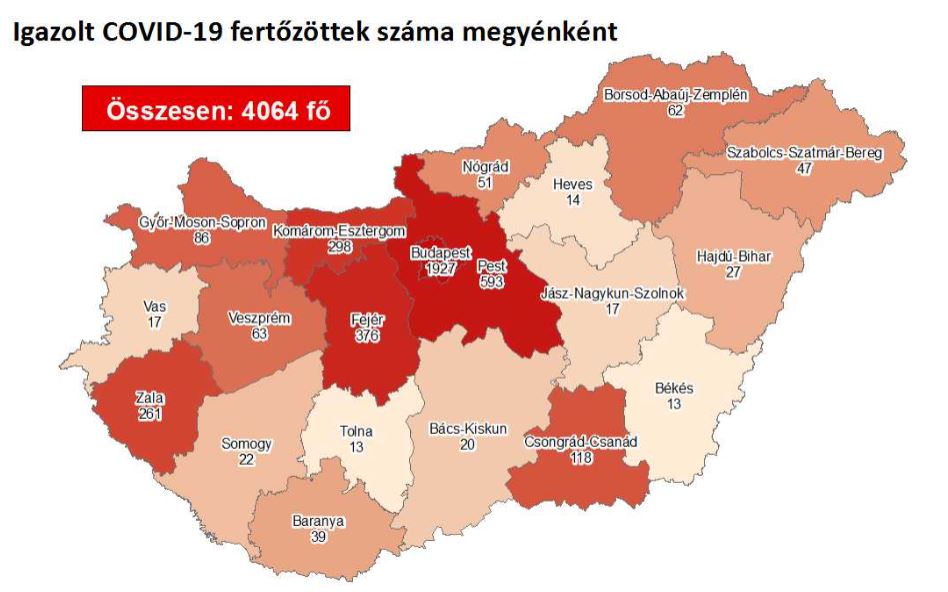 Igazolt COVID-19 fertőzöttek száma megyénként
Összesen: 4064 fő
Borsod-Abaúj-Zemplén
62
Szabolcs-Szatmár-Bereg
47
Nógrád
51
Heves
14
Győr-Moson-Sopron
86
Komárom-Esztergom
298
Budapest
1927
Pest
593
Hajdú-Bihar
27
Jász-Nagykun-Szolnok
17
Vas
17
Veszprém
63
Fejér
376
Zala
261
Békés
13
Somogy
22
Tolna
13
Bács-Kiskun
20
Csongrád-Csanád
118
Baranya
39